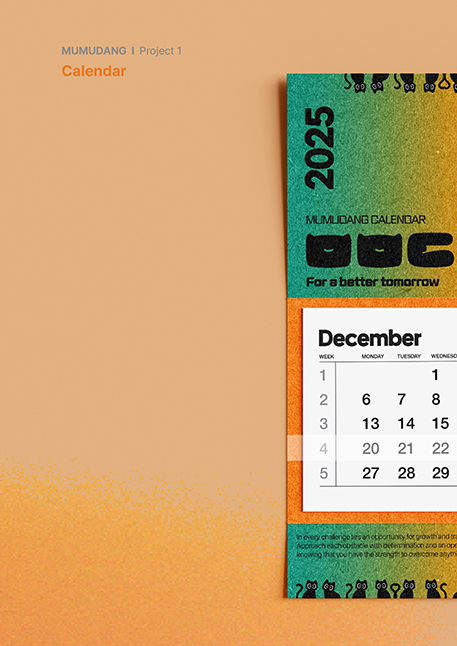 MUMUDANG I Project 1
Calendar
2025
MUMUDANG CALENDAR
For a better tomorrow
December
WEEK MONDAY TUESDAY
1 1
2 6 7 8
3 13 14 15
4 20 21 22
5 27 28 29
In every challenge lies an opportunity for growth and
Approach each obstacle with determination and an
knowing that you have the strength to overcome